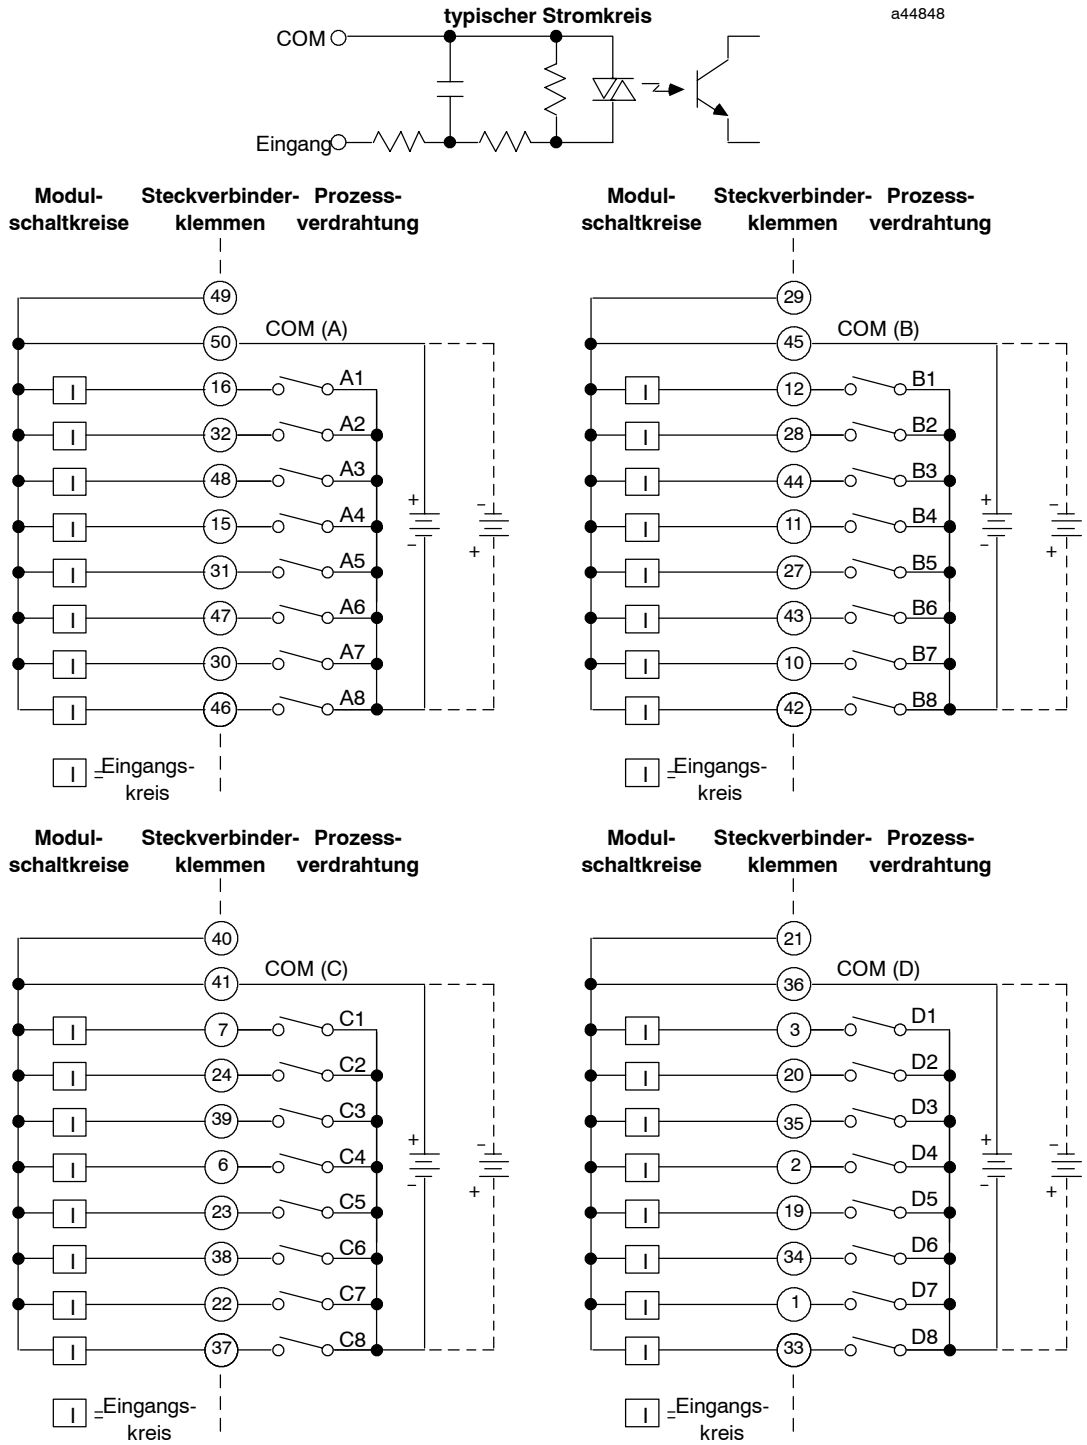 typischer Stromkreis
a44848
COM
Eingang
Modul-
schaltkreise
Steckverbinder-
klemmen
Prozess-
verdrahtung
49
50 COM (A)
I 16 A1
I 32 A2
I 48 A3
+ −
I 15 A4
− +
I 31 A5
I 47 A6
I 30 A7
I 46 A8
I = Eingangs-
kreis
Modul-
schaltkreise
Steckverbinder-
klemmen
Prozess-
verdrahtung
29
45 COM (B)
I 12 B1
I 28 B2
I 44 B3
+ −
I 11 B4
− +
I 27 B5
I 43 B6
I 10 B7
I 42 B8
I = Eingangs-
kreis
Modul-
schaltkreise
Steckverbinder-
klemmen
Prozess-
verdrahtung
40
41 COM (C)
I 7 C1
I 24 C2
I 39 C3
+ −
I 6 C4
− +
I 23 C5
I 38 C6
I 22 C7
I 37 C8
I = Eingangs-
kreis
Modul-
schaltkreise
Steckverbinder-
klemmen
Prozess-
verdrahtung
21
36 COM (D)
I 3 D1
I 20 D2
I 35 D3
+ −
I 2 D4
− +
I 19 D5
I 34 D6
I 1 D7
I 33 D8
I = Eingangs-
kreis